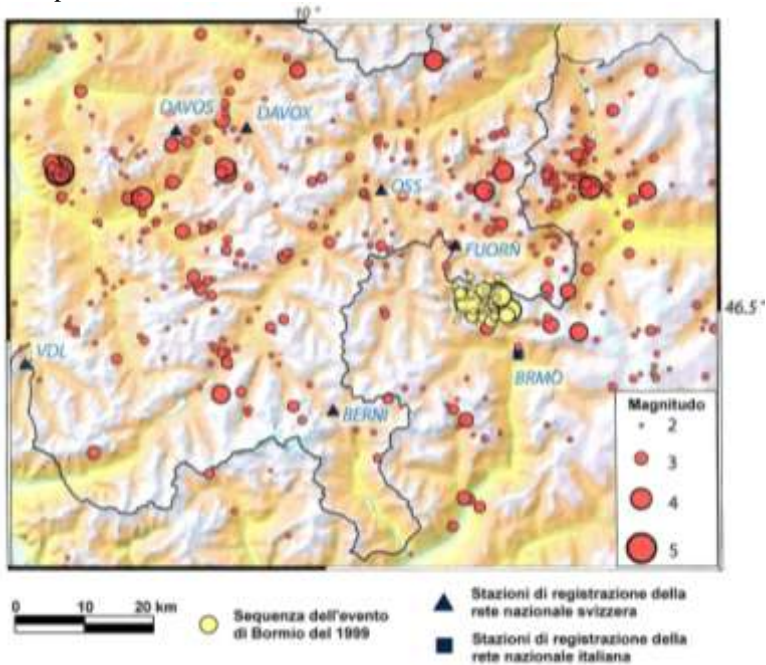 10 °
DAVOS
DAVOX
OSS
FUORN
46.5 °
VDL
BRMO
BERNI
Magnitudo
2
3
4
5
0 10 20 km
Sequenza dell'evento
di Bormio del 1999
Stazioni di registrazione della
rete nazionale svizzera
Stazioni di registrazione della
rete nazionale italiana